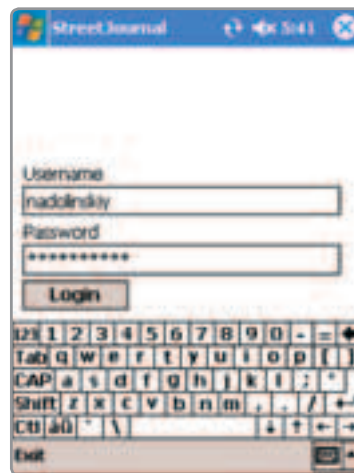 StreetJournal 5:41
Username
nadolinskiy
Password
**********
Login
123 1 2 3 4 5 6 7 8 9 0 - =
Tab q w e r t y u i o p [ ]
CAP a s d f g h j k l ; '
Shift z x c v b n m , . /
Ctl áü ` \
Exit